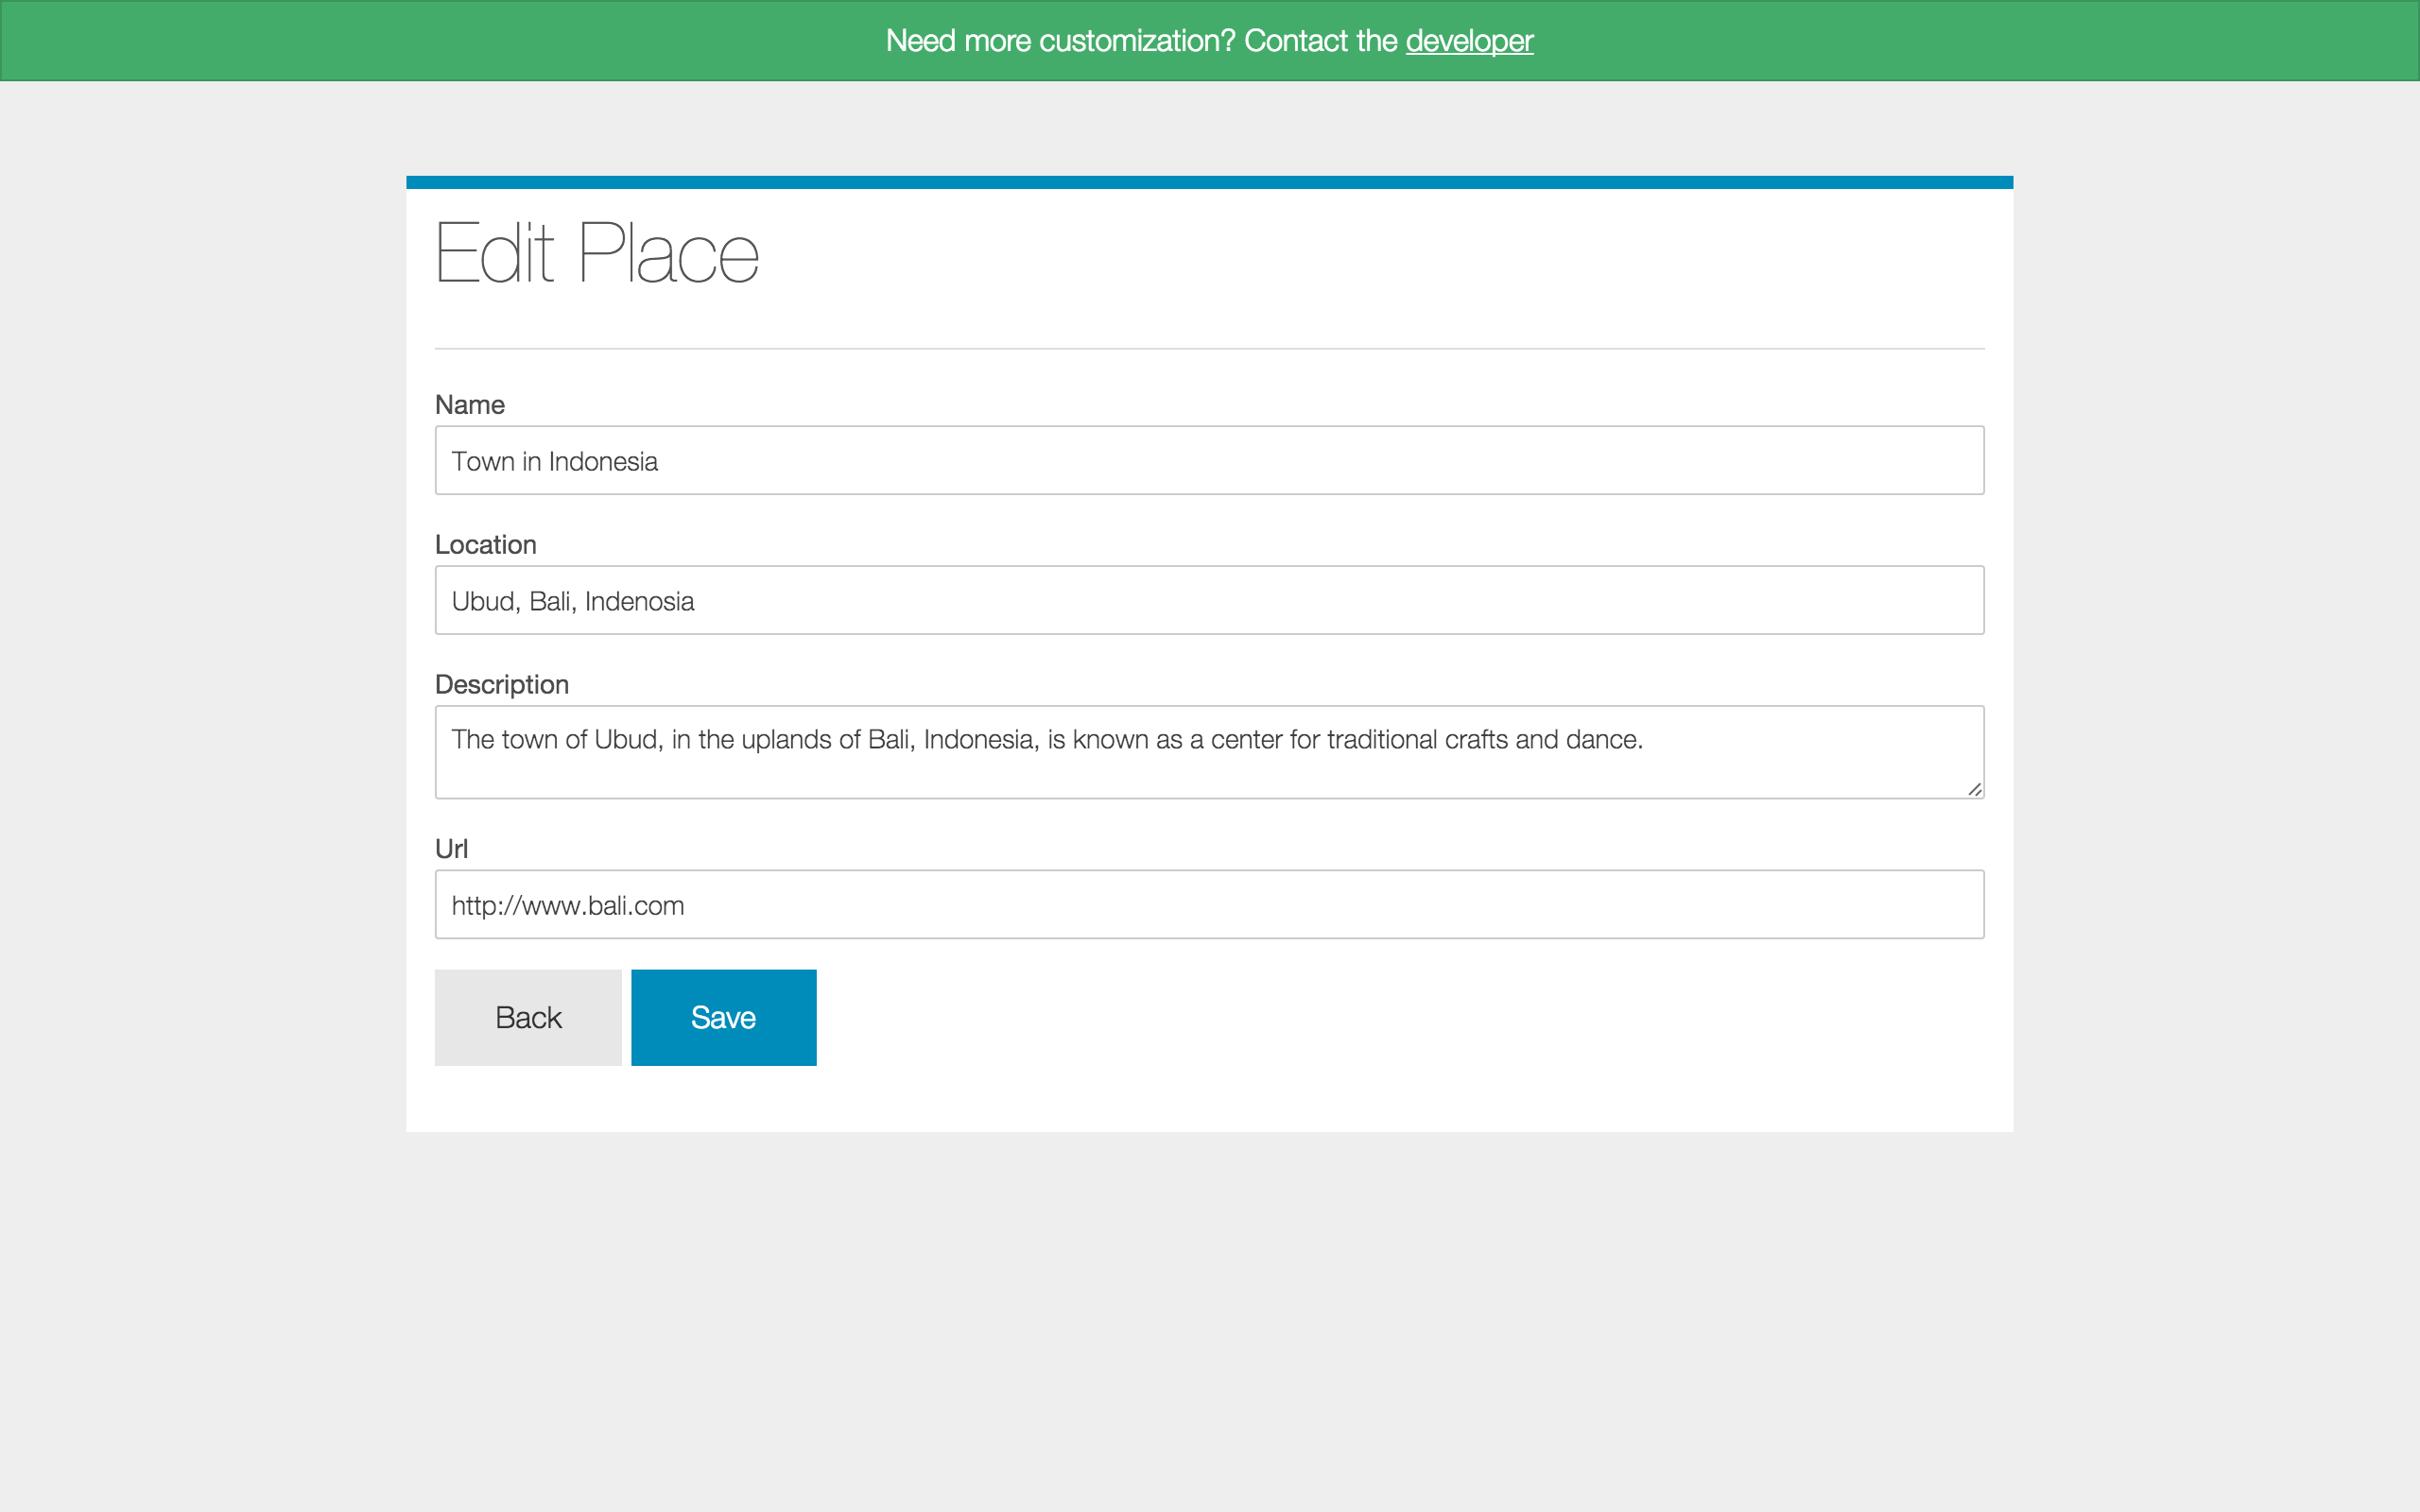 Need more customization? Contact the developer
Edit Place
Name
Town in Indonesia
Location
Ubud, Bali, Indenosia
Description
The town of Ubud, in the uplands of Bali, Indonesia, is known as a center for traditional crafts and dance.
Url
http://www.bali.com
Back Save